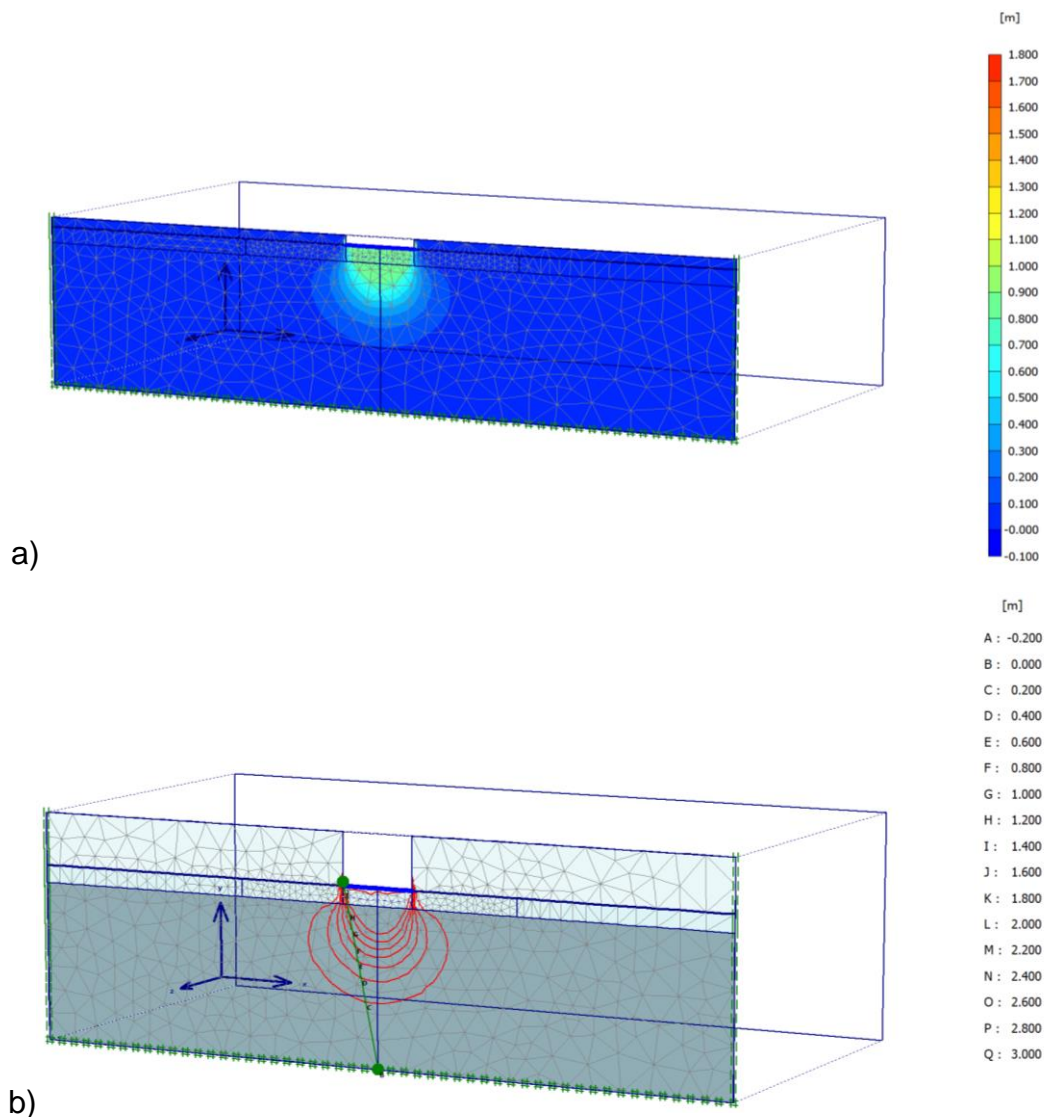 [m]
1.800
1.700
1.600
1.500
1.400
1.300
1.200
1.100
1.000
0.900
0.800
0.700
0.600
0.500
0.400
0.300
0.200
0.100
-0.000
-0.100
a)
[m]
A : -0.200
B : 0.000
C : 0.200
D : 0.400
E : 0.600
F : 0.800
G : 1.000
H : 1.200
I : 1.400
J : 1.600
K : 1.800
L : 2.000
M : 2.200
N : 2.400
O : 2.600
P : 2.800
Q : 3.000
y
x
z
D
C
b)